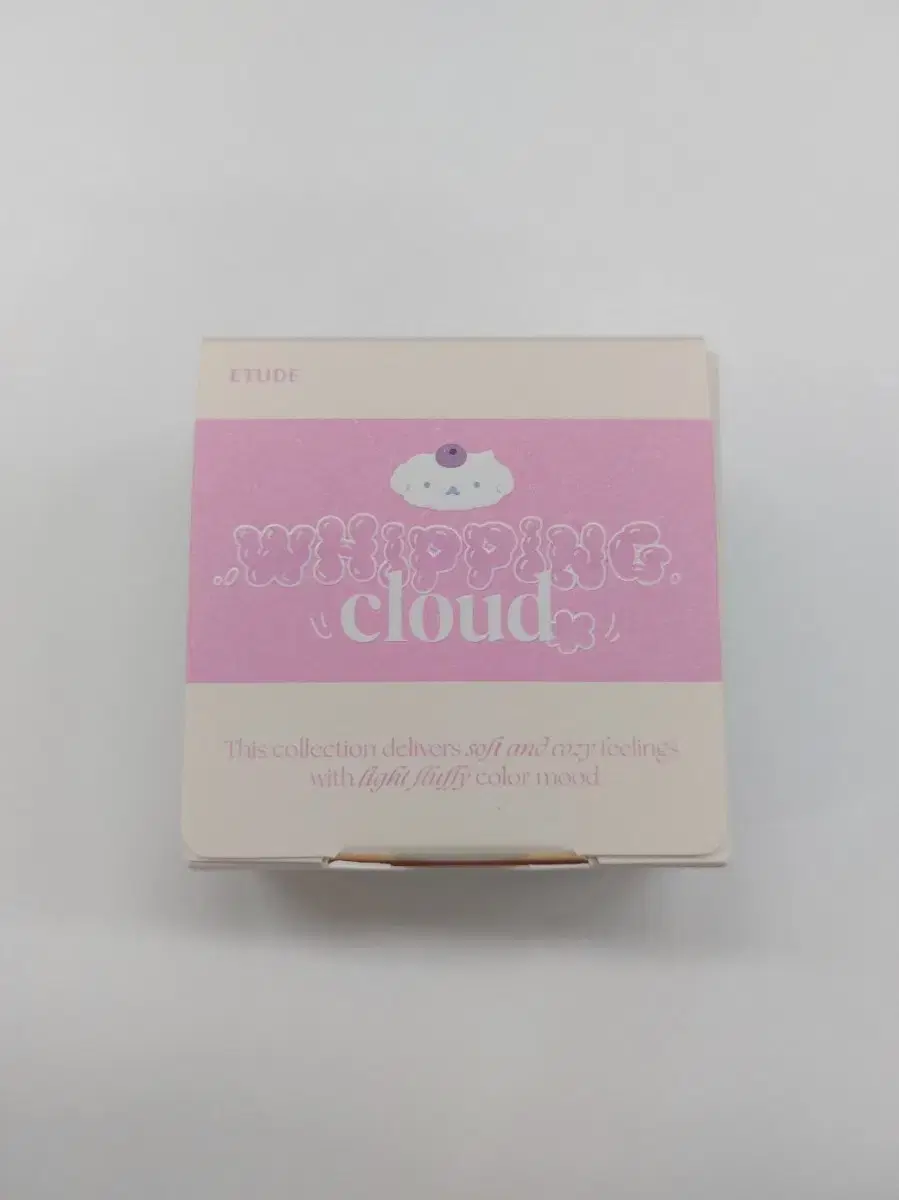 ETUDE
WHiPPiNG
cloud
This collection delivers soft and cozy feelings
with light fluffy color mood